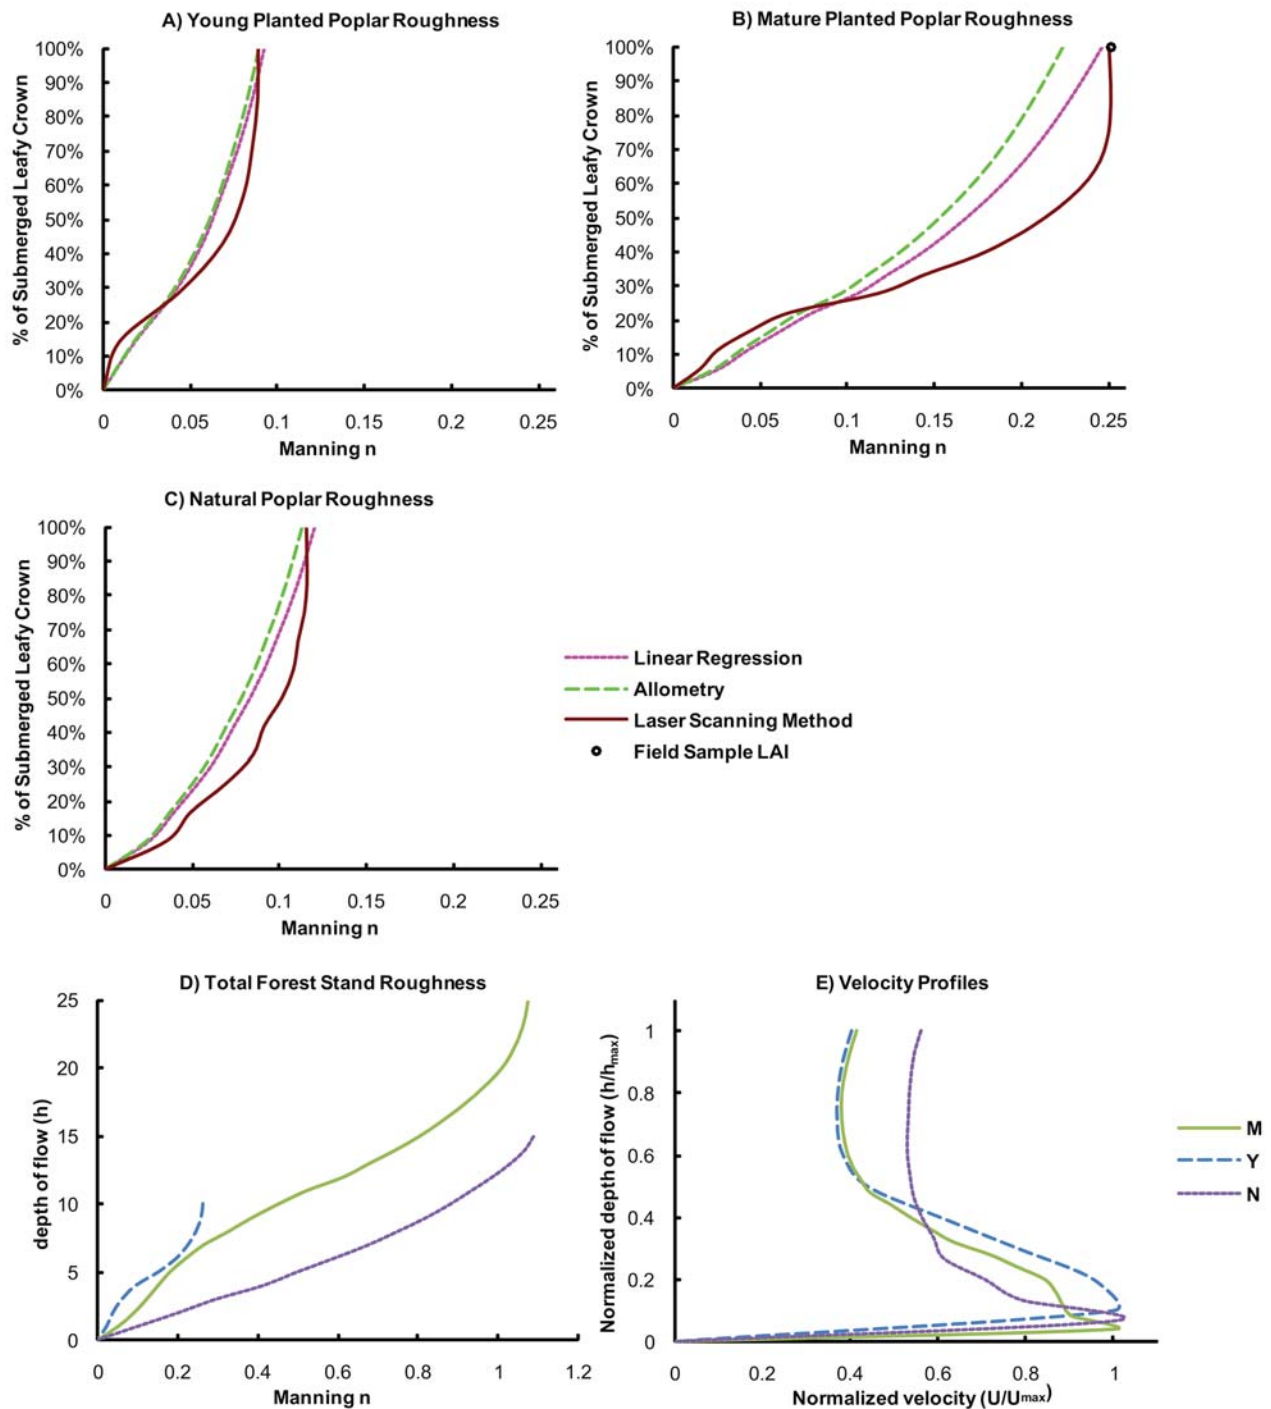 A) Young Planted Poplar Roughness
100%
90%
80%
70%
60%
50%
40%
30%
20%
10%
0%
% of Submerged Leafy Crown
0 0.05 0.1 0.15 0.2 0.25
Manning n
B) Mature Planted Poplar Roughness
100%
90%
80%
70%
60%
50%
40%
30%
20%
10%
0%
% of Submerged Leafy Crown
0 0.05 0.1 0.15 0.2 0.25
Manning n
C) Natural Poplar Roughness
100%
90%
80%
70%
60%
50%
40%
30%
20%
10%
0%
% of Submerged Leafy Crown
0 0.05 0.1 0.15 0.2 0.25
Manning n
Linear Regression
Allometry
Laser Scanning Method
Field Sample LAI
D) Total Forest Stand Roughness
25
20
15
10
5
0
depth of flow (h)
0 0.2 0.4 0.6 0.8 1 1.2
Manning n
E) Velocity Profiles
1
0.8
0.6
0.4
0.2
0
Normalized depth of flow (h/hmax)
0 0.2 0.4 0.6 0.8 1
Normalized velocity (U/Umax)
M
Y
N